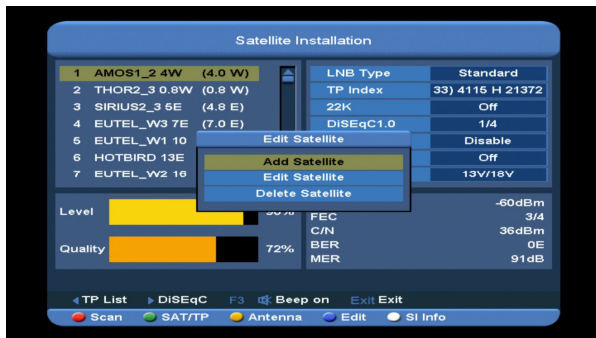 Satellite Installation
1 AMOS1_2 4W (4.0 W)
2 THOR2_3 0.8W (0.8 W)
3 SIRIUS2_3 5E (4.8 E)
4 EUTEL_W3 7E (7.0 E)
5 EUTEL_W1 10
6 HOTBIRD 13E
7 EUTEL_W2 16
LNB Type Standard
TP Index 33) 4115 H 21372
22K Off
DiSEqC1.0 1/4
Disable
Off
13V/18V
Edit Satellite
Add Satellite
Edit Satellite
Delete Satellite
Level 90%
Quality 72%
-60dBm
FEC 3/4
C/N 36dBm
BER 0E
MER 91dB
TP List DiSEqC F3 Beep on Exit Exit
Scan SAT/TP Antenna Edit SI Info